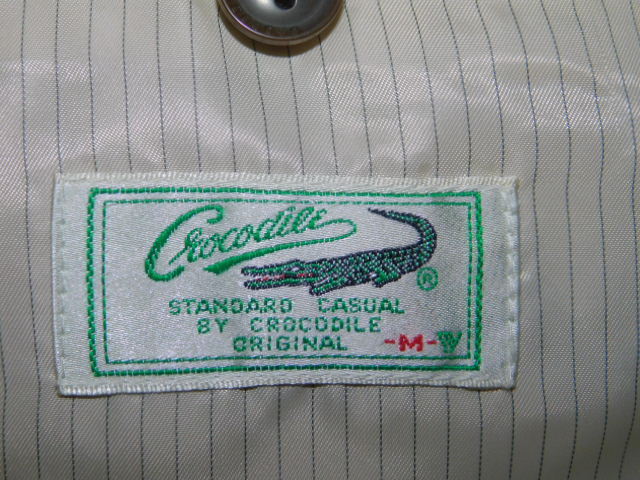 Crocodile
®
STANDARD CASUAL
BY CROCODILE
ORIGINAL
-M-